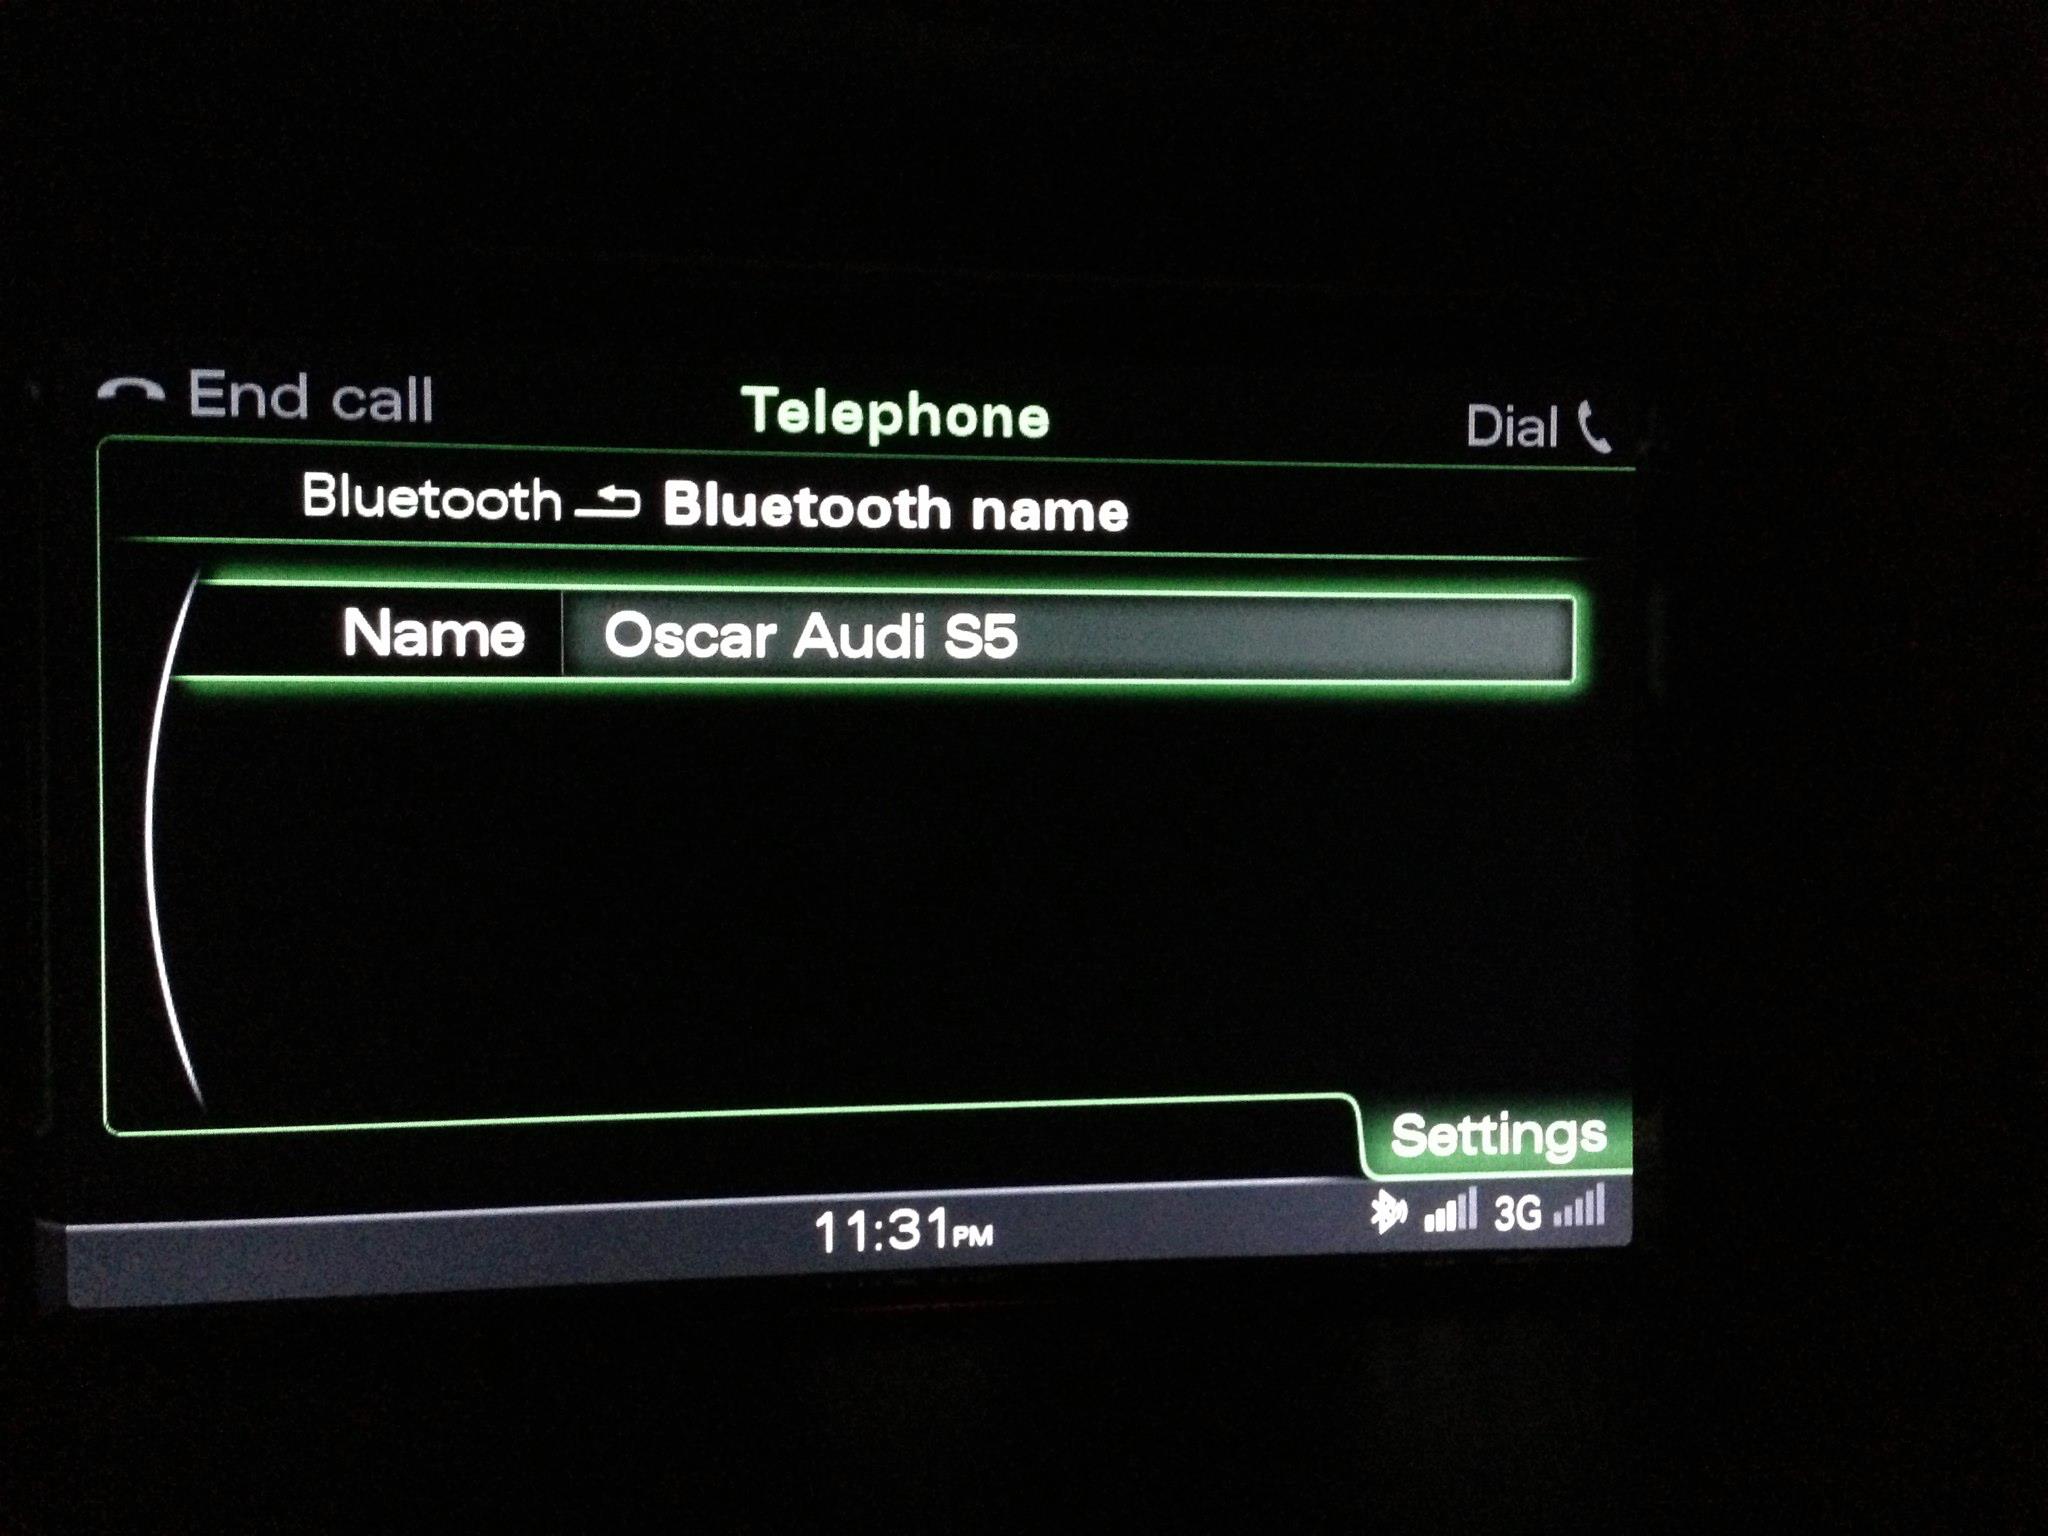 End call Telephone Dial
Bluetooth Bluetooth name
Name Oscar Audi S5
Settings
11:31PM 3G